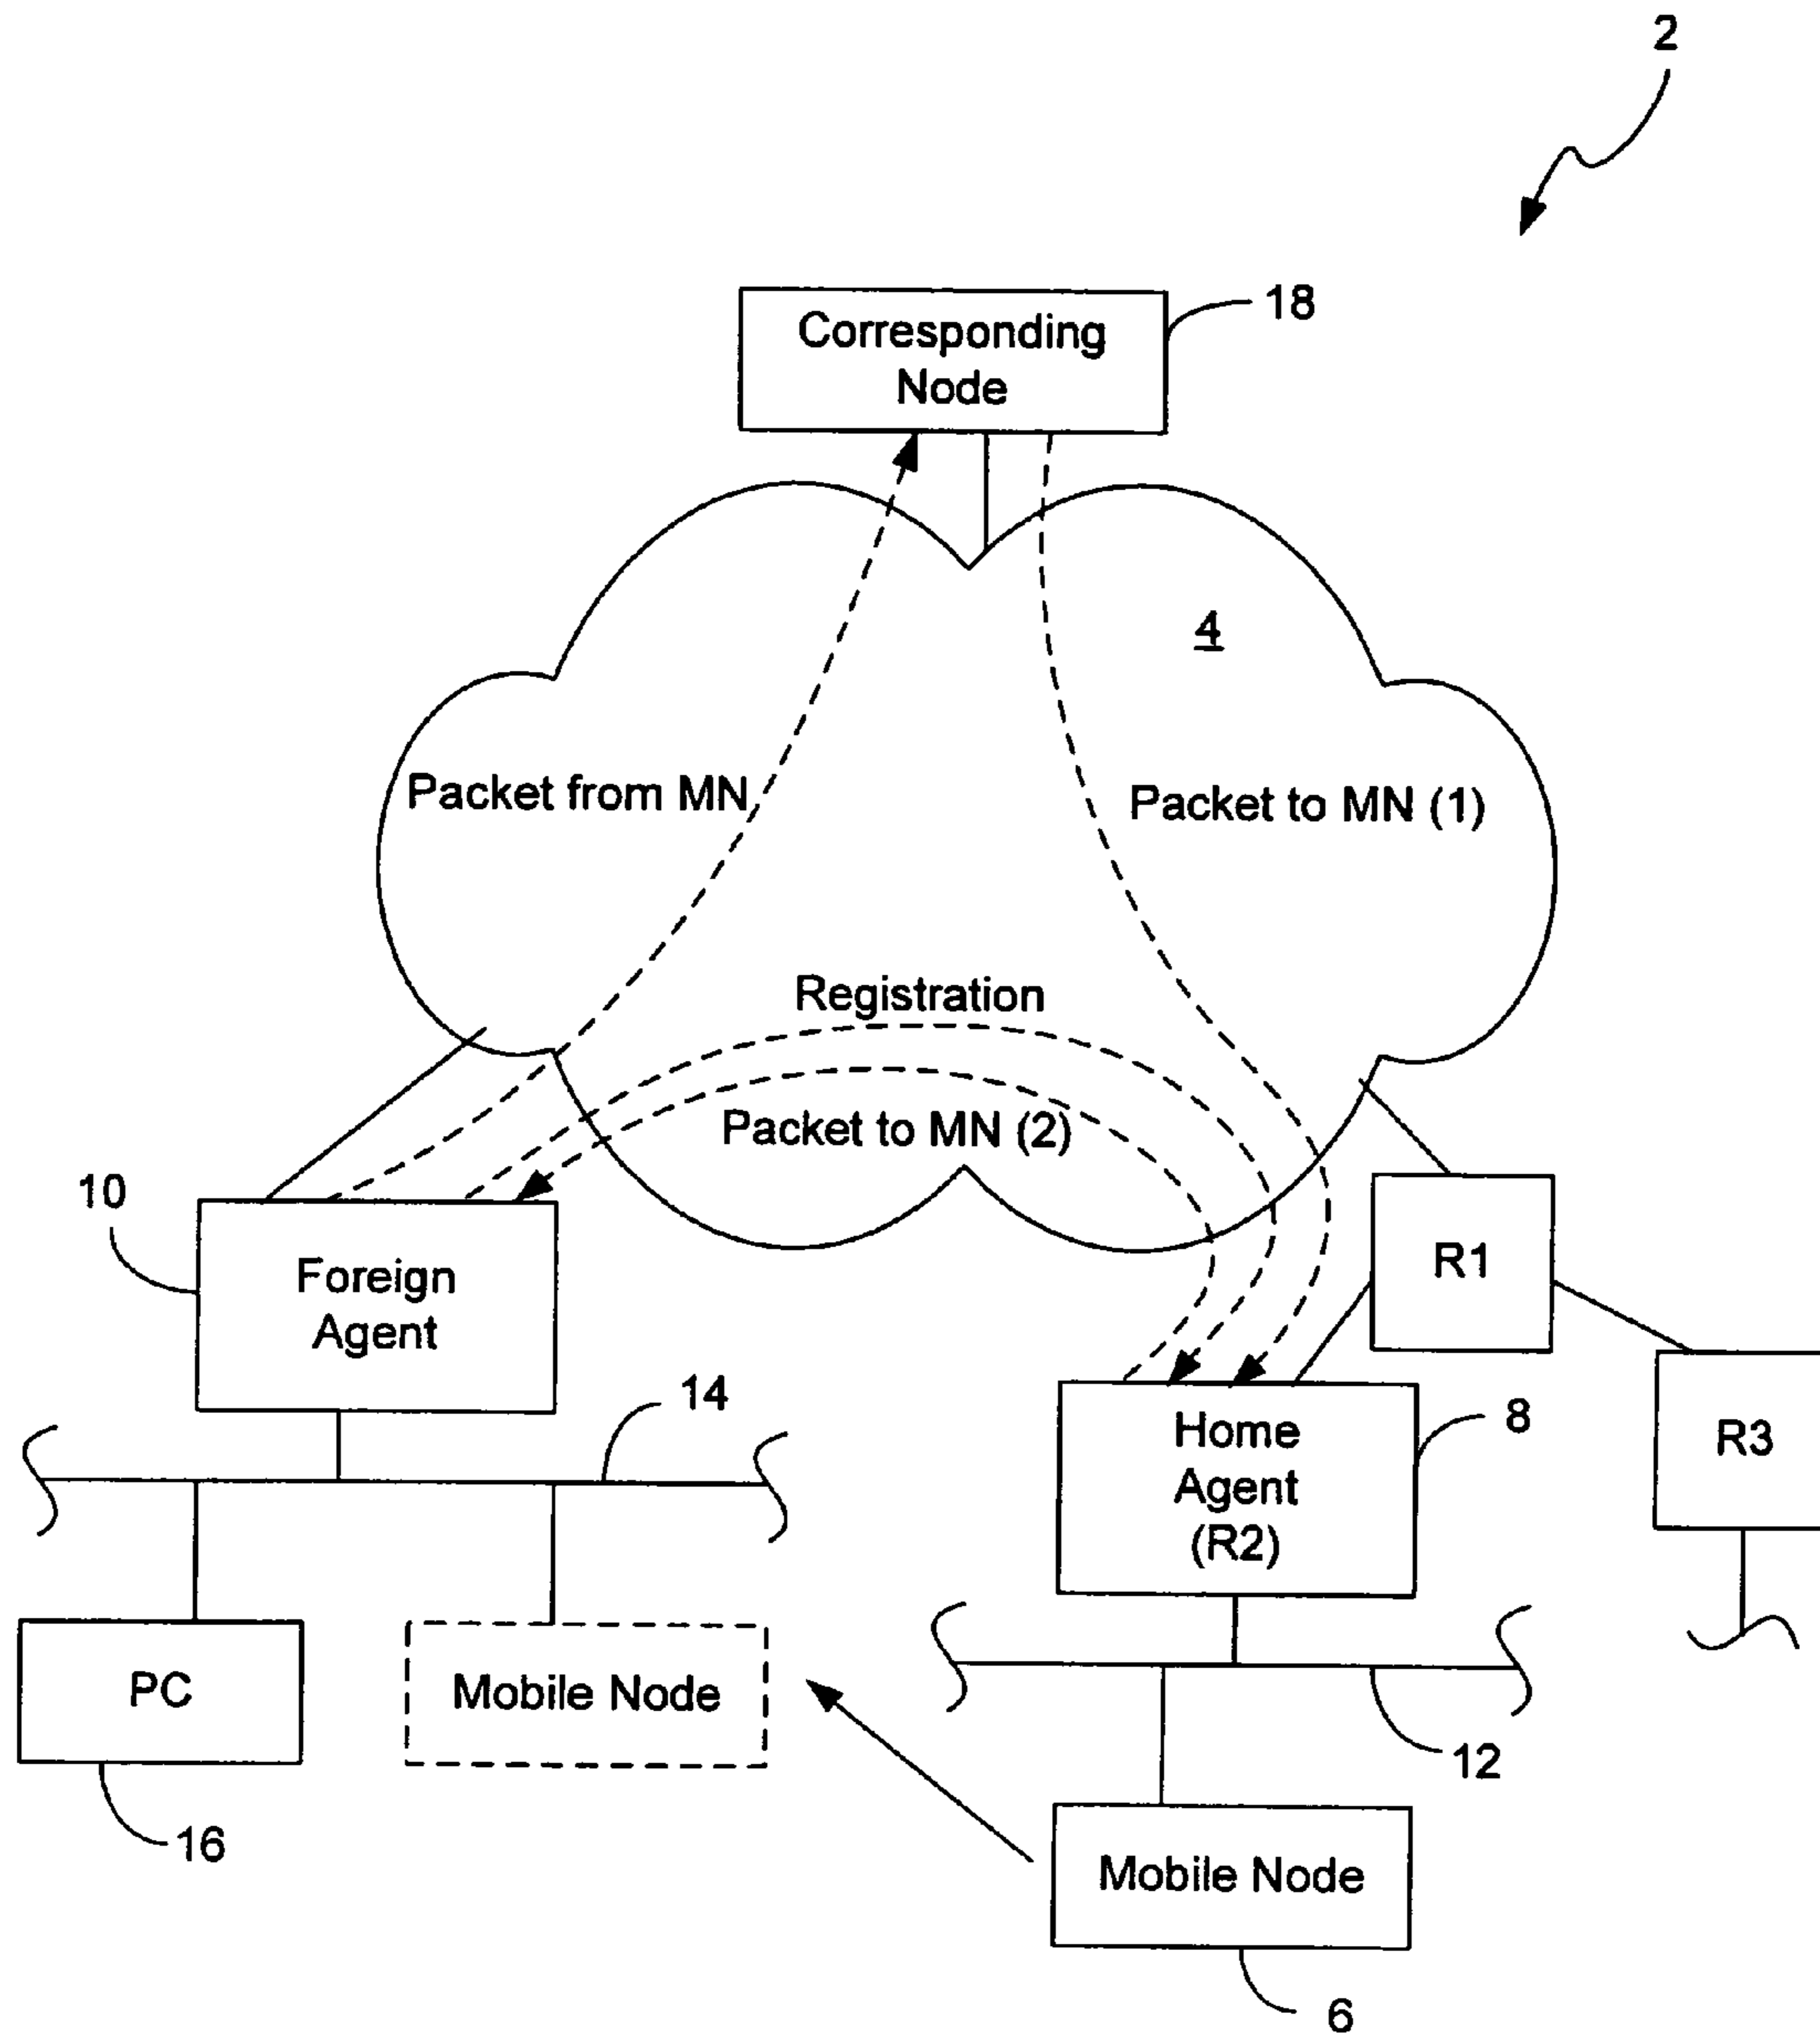 2
Corresponding
Node
18
4
Packet from MN
Packet to MN (1)
Registration
Packet to MN (2)
10
Foreign
Agent
R1
14
Home
Agent
(R2)
8
R3
PC
Mobile Node
12
16
Mobile Node
6